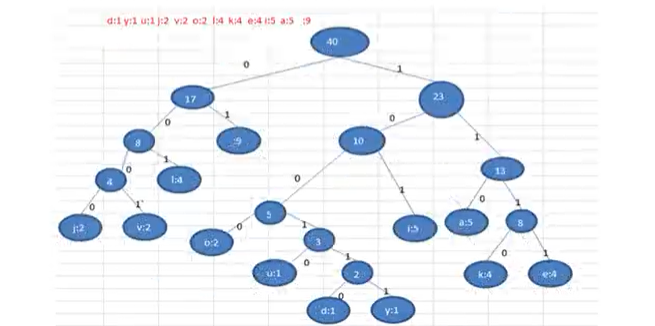 d:1 y:1 u:1 j:2 v:2 o:2 l:4 k:4 e:4 i:5 a:5 :9
40
0 1
17 23
0 1 0 1
8 :9 10 13
0 1 0 1 0 1
4 l:4 5 i:5 a:5 8
0 1 0 1 0 1
j:2 v:2 o:2 3 k:4 e:4
0 1
u:1 2
0 1
d:1 y:1